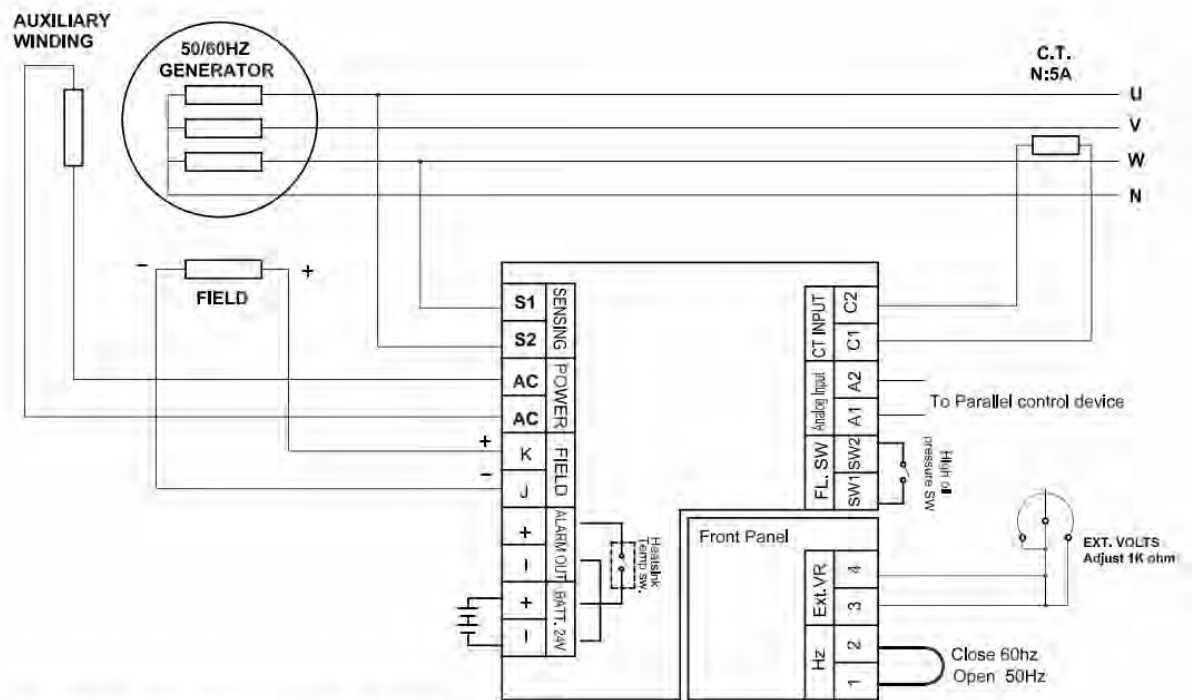 AUXILIARY
WINDING
50/60HZ
GENERATOR
C.T.
N:5A
U
V
W
N
-
+
FIELD
S1
S2
SENSING
AC
AC
POWER
+
K
-
J
FIELD
+
-
ALARM OUT
+
-
BATT. 24V
Heatsink
Temp sw.
CT INPUT
C2
C1
Analog Input
A2
A1
To Parallel control device
FL. SW
SW2
SW1
High oil
pressure SW
Front Panel
Ext.VR
4
3
Hz
2
1
EXT. VOLTS
Adjust 1K ohm
Close 60hz
Open 50Hz